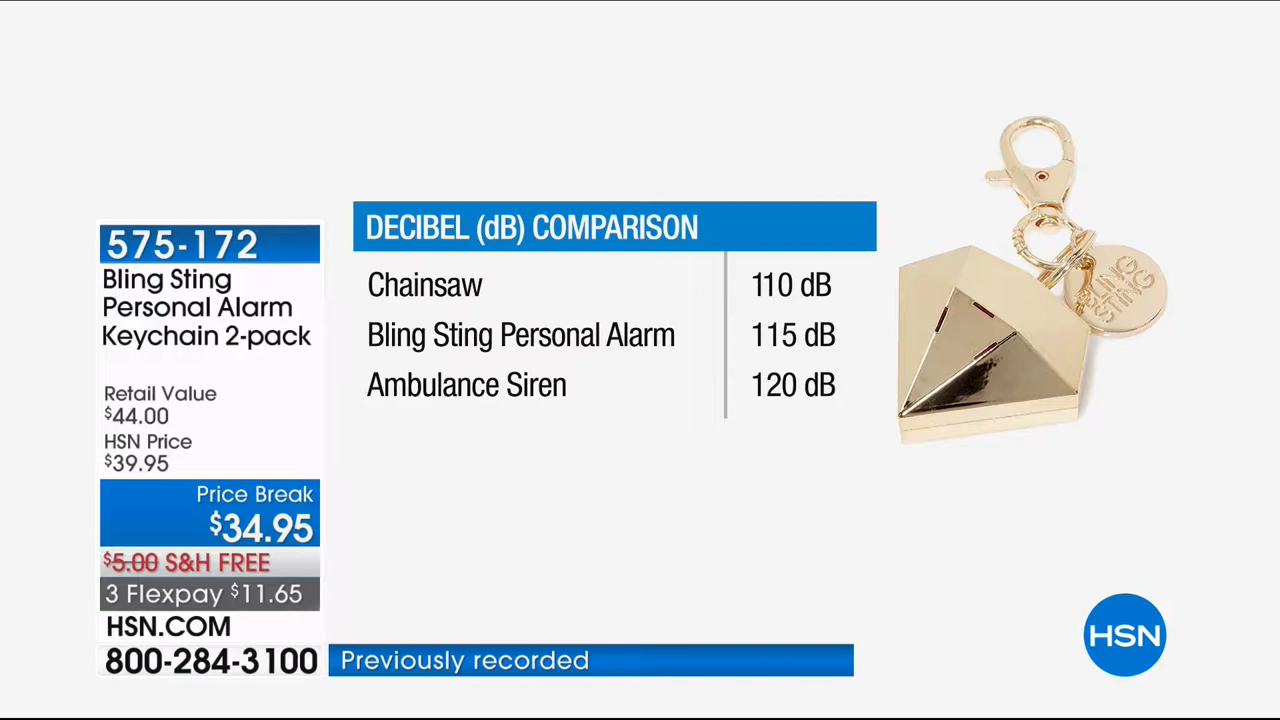 575-172
Bling Sting
Personal Alarm
Keychain 2-pack
Retail Value
$44.00
HSN Price
$39.95
Price Break
$34.95
$5.00 S&H FREE
3 Flexpay $11.65
HSN.COM
800-284-3100
DECIBEL (dB) COMPARISON
Chainsaw 110 dB
Bling Sting Personal Alarm 115 dB
Ambulance Siren 120 dB
BLING
STING
Previously recorded
HSN